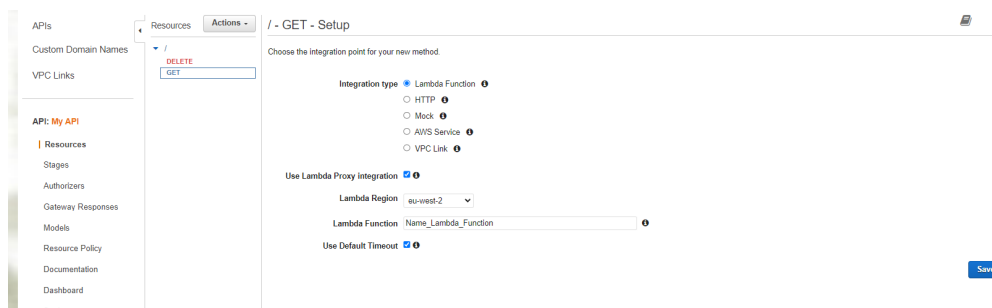 APIs
Custom Domain Names
VPC Links
API: My API
Resources
Stages
Authorizers
Gateway Responses
Models
Resource Policy
Documentation
Dashboard
Resources
Actions
/
DELETE
GET
/ - GET - Setup
Choose the integration point for your new method.
Integration type Lambda Function
HTTP
Mock
AWS Service
VPC Link
Use Lambda Proxy integration
Lambda Region eu-west-2
Lambda Function Name_Lambda_Function
Use Default Timeout
Save